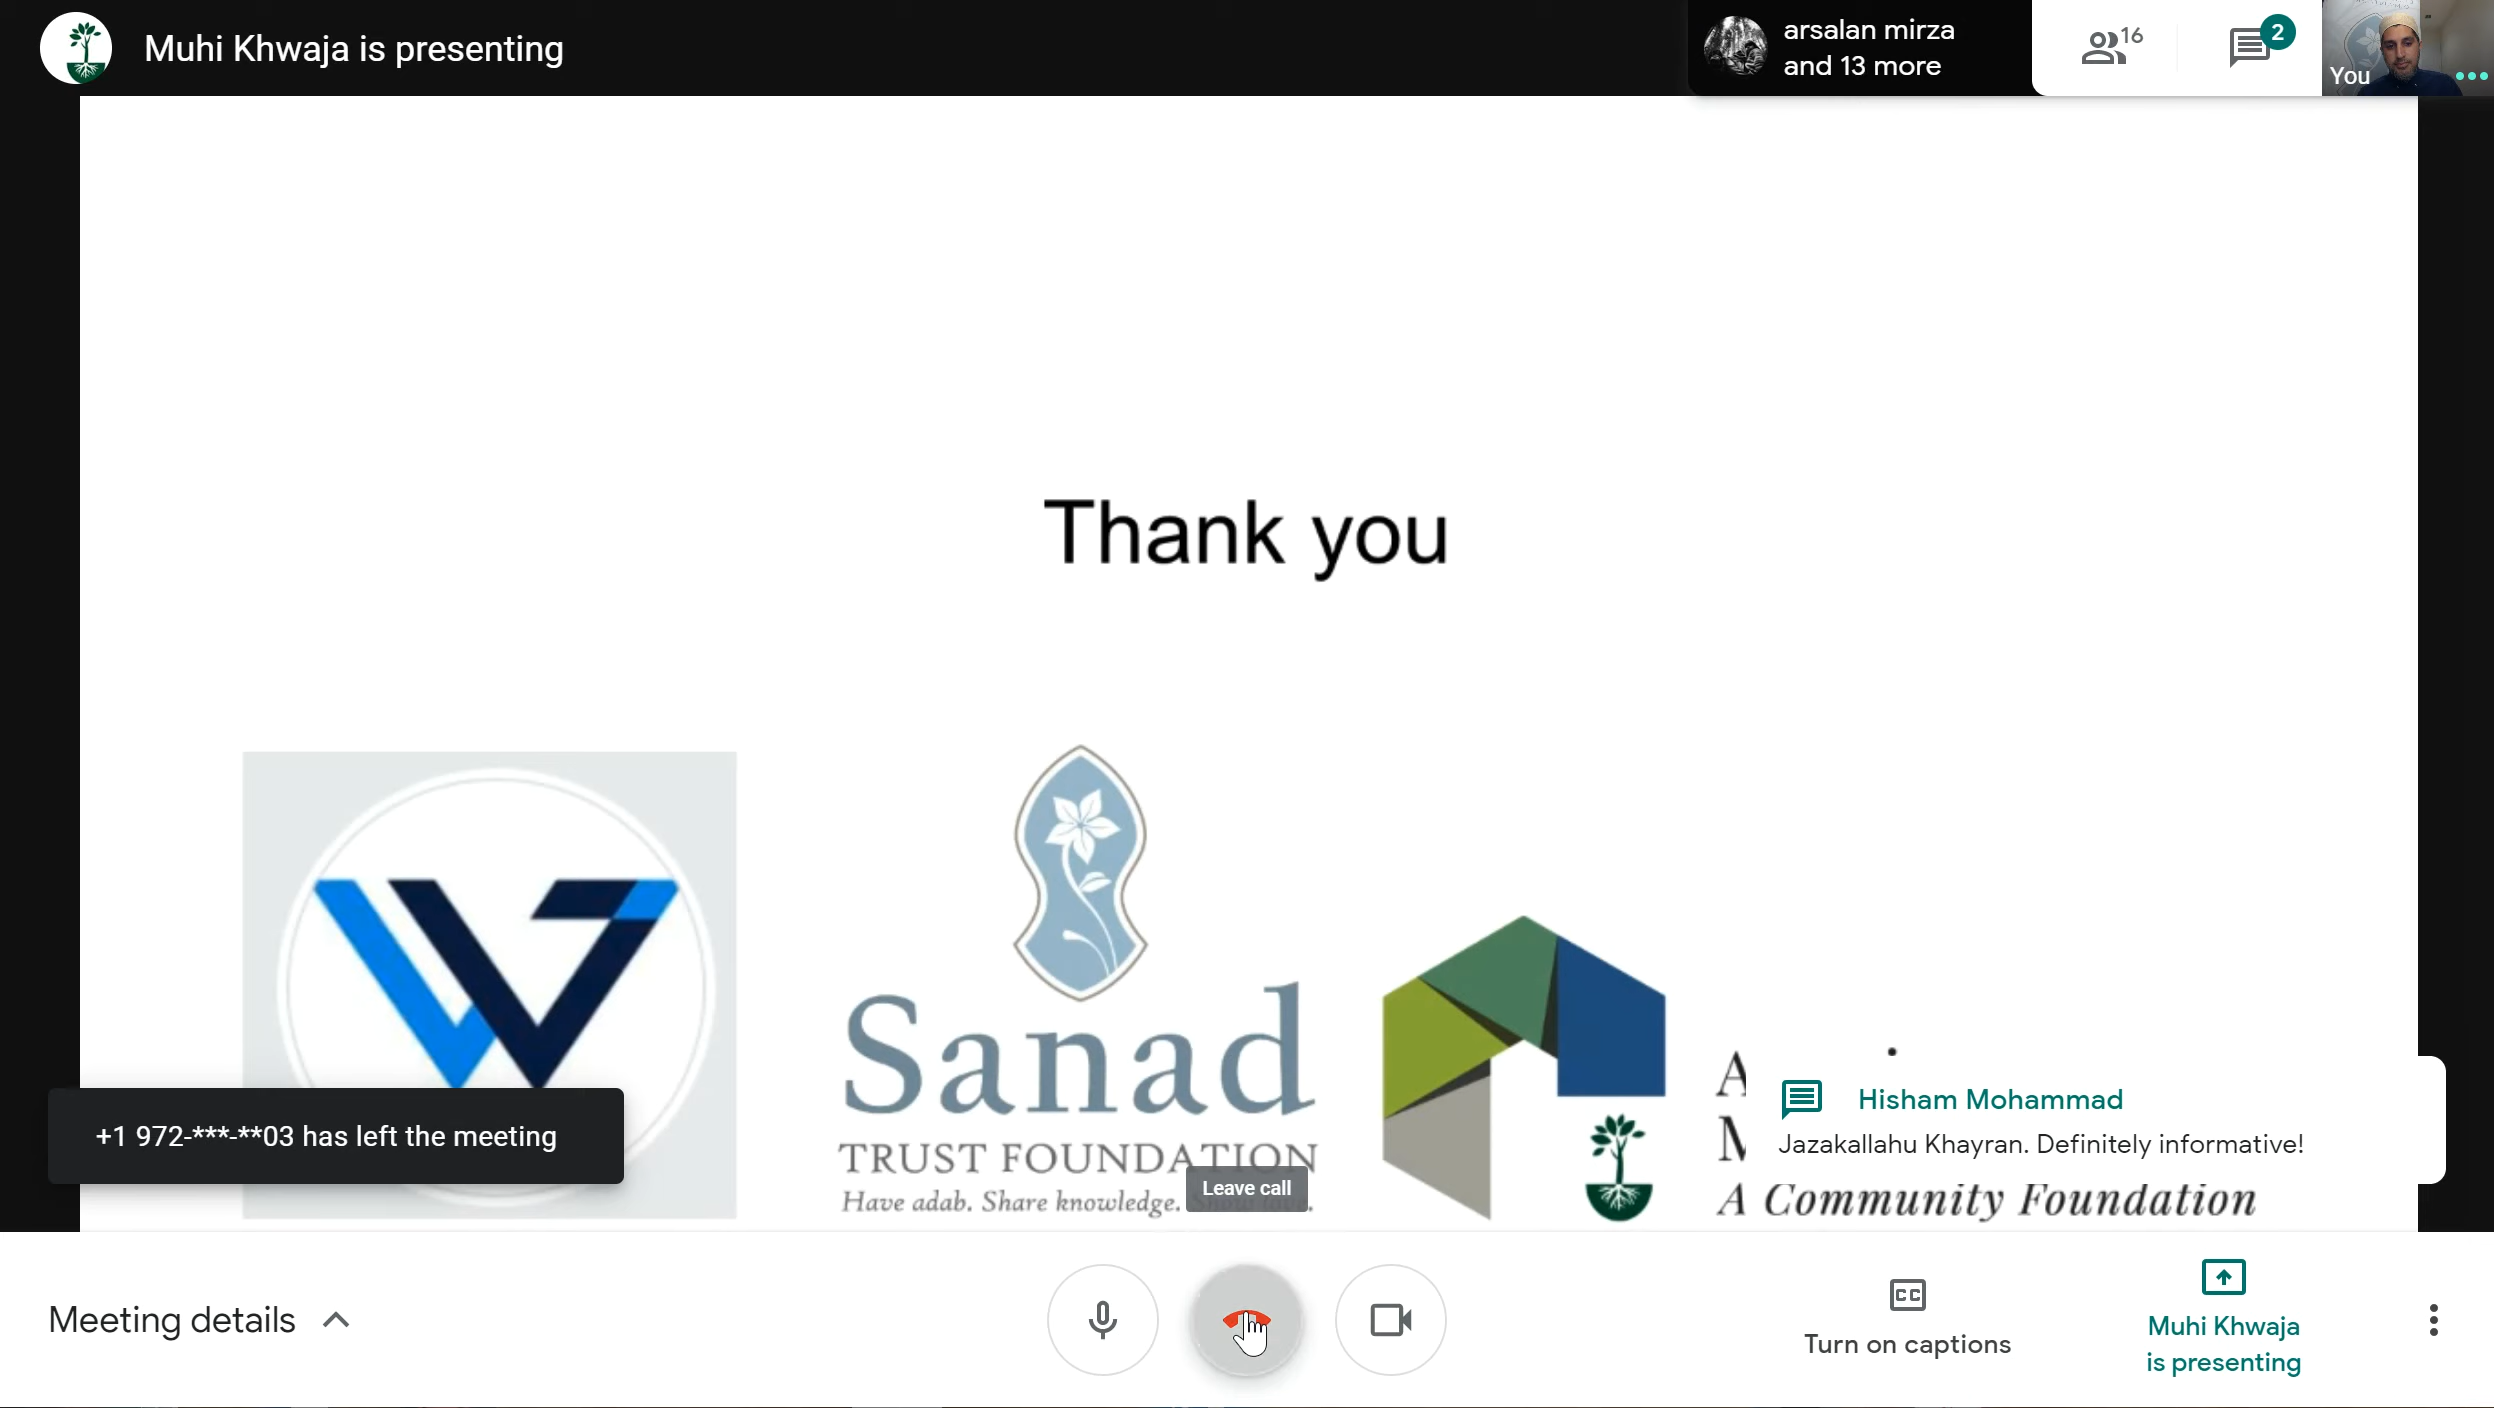 Muhi Khwaja is presenting
arsalan mirza
and 13 more
16
2
You
Thank you
Sanad
TRUST FOUNDATION
Have adab. Share knowledge.
A Community Foundation
+1 972-***-**03 has left the meeting
Hisham Mohammad
Jazakallahu Khayran. Definitely informative!
Leave call
Meeting details
CC
Turn on captions
Muhi Khwaja
is presenting